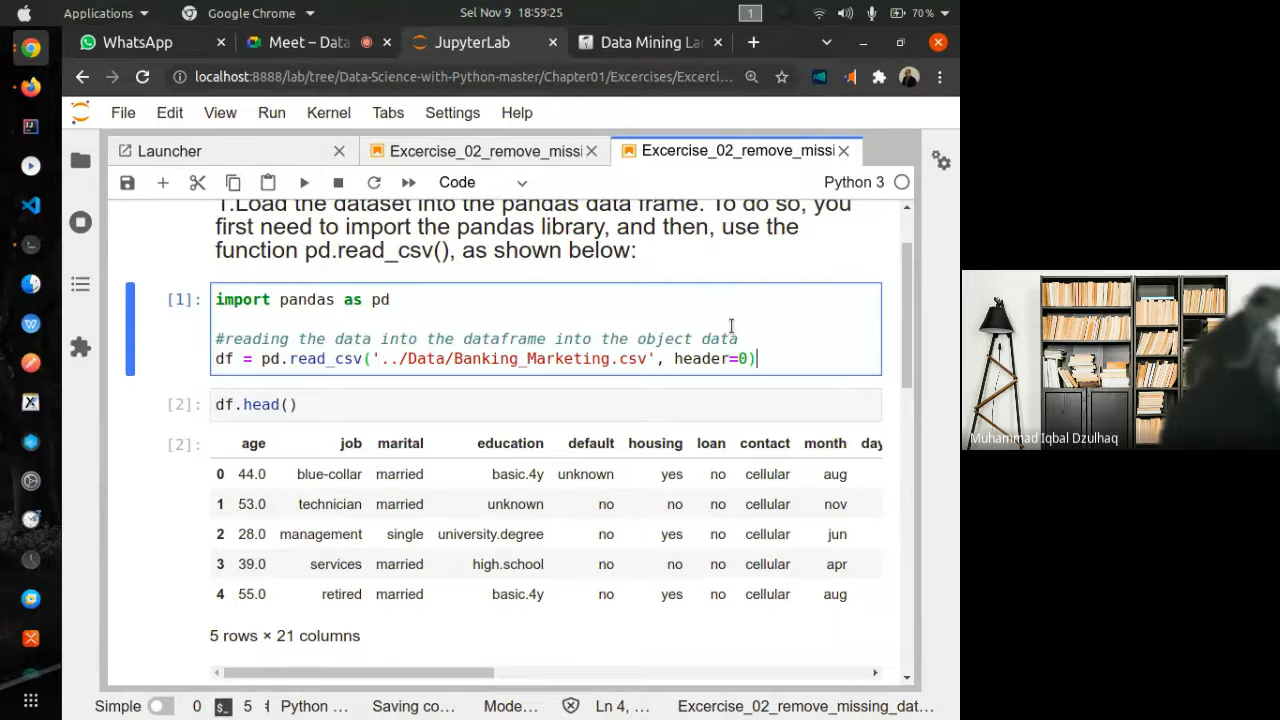 Applications
Google Chrome
Sel Nov 9 18:59:25
1
70%
WhatsApp
Meet – Data
JupyterLab
Data Mining La
localhost:8888/lab/tree/Data-Science-with-Python-master/Chapter01/Excercises/Excerci…
File Edit View Run Kernel Tabs Settings Help
Launcher
Excercise_02_remove_missi
Excercise_02_remove_missi
Code
Python 3
1.Load the dataset into the pandas data frame. To do so, you
first need to import the pandas library, and then, use the
function pd.read_csv(), as shown below:
[1]: import pandas as pd
#reading the data into the dataframe into the object data
df = pd.read_csv('../Data/Banking_Marketing.csv', header=0)
[2]: df.head()
[2]: age job marital education default housing loan contact month day
0 44.0 blue-collar married basic.4y unknown yes no cellular aug
1 53.0 technician married unknown no no no cellular nov
2 28.0 management single university.degree no yes no cellular jun
3 39.0 services married high.school no no no cellular apr
4 55.0 retired married basic.4y no yes no cellular aug
5 rows × 21 columns
Simple 0 $_ 5 Python … Saving co… Mode… Ln 4, … Excercise_02_remove_missing_dat…
Muhammad Iqbal Dzulhaq